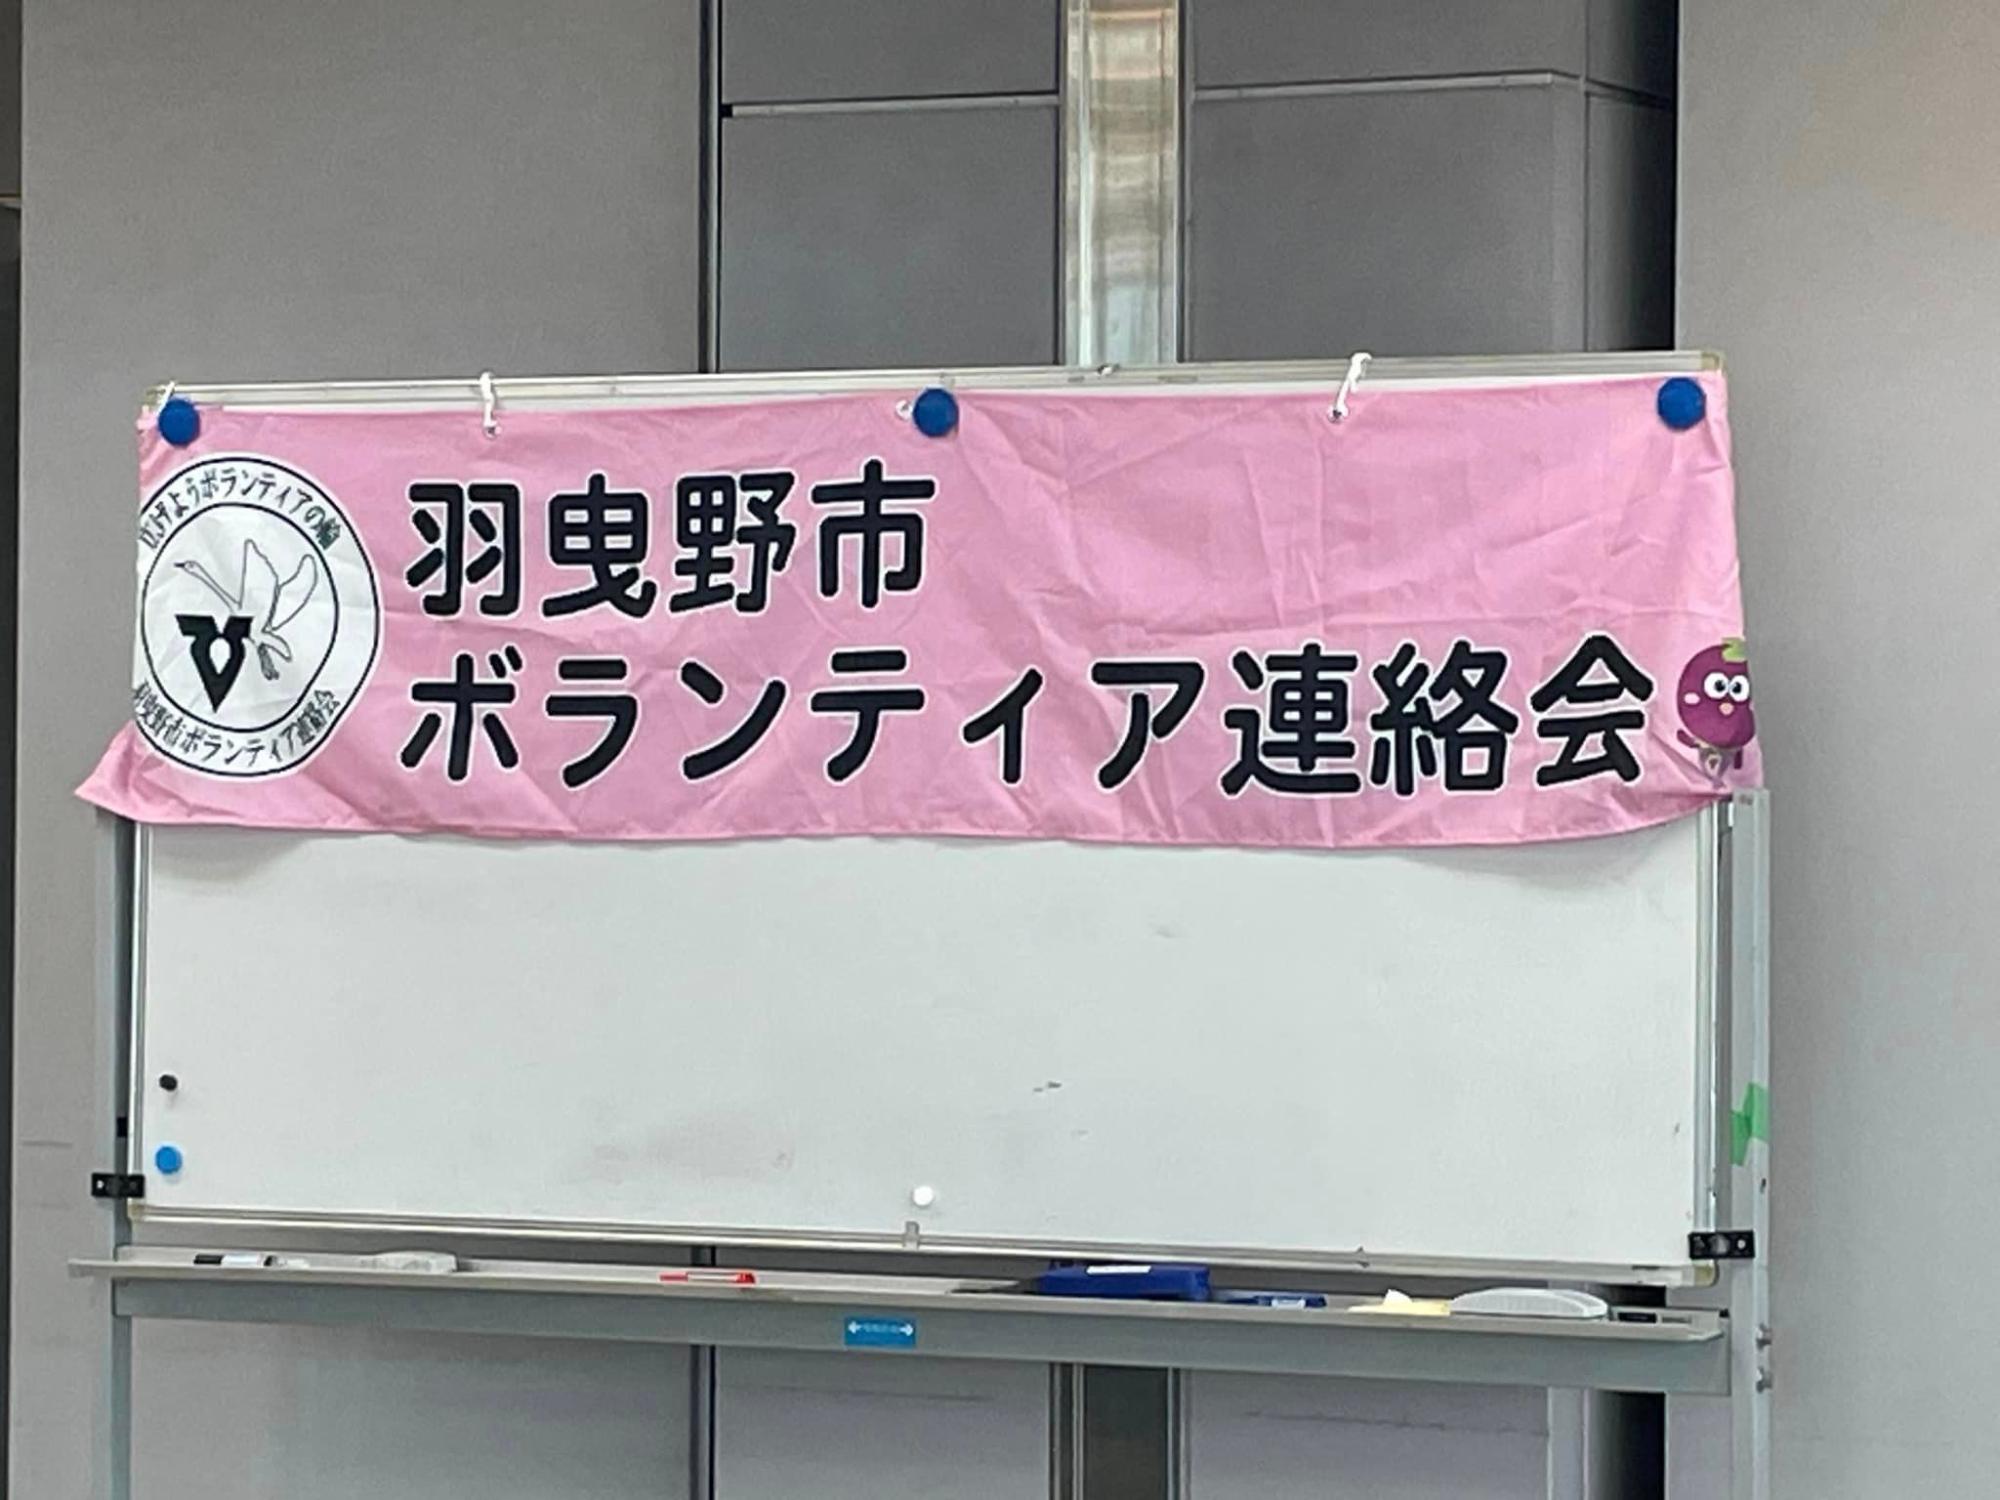 ひろげようボランティアの輪
羽曳野市
ボランティア連絡会
羽曳野市ボランティア連絡会